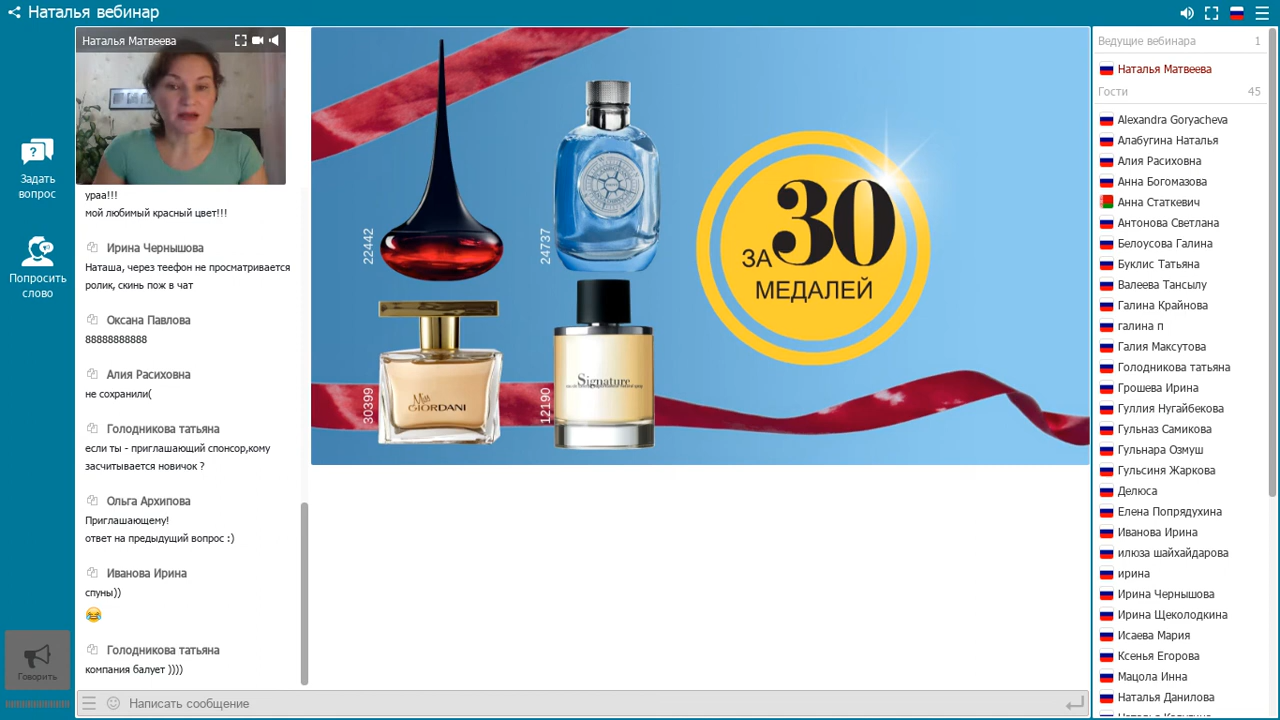 Наталья вебинар
Задать
вопрос
Попросить
слово
Говорить
Наталья Матвеева
ураа!!!
мой любимый красный цвет!!!
Ирина Чернышова
Наташа, через теефон не просматривается
ролик, скинь пож в чат
Оксана Павлова
88888888888
Алия Расиховна
не сохранили(
Голодникова татьяна
если ты - приглашающий спонсор,кому
засчитывается новичок ?
Ольга Архипова
Приглашающему!
ответ на предыдущий вопрос :)
Иванова Ирина
спуны))
Голодникова татьяна
компания балует ))))
Написать сообщение
22442
24737
30399
12190
Miss
GIORDANI
Signature
ЗА 30
МЕДАЛЕЙ
Ведущие вебинара 1
Наталья Матвеева
Гости 45
Alexandra Goryacheva
Алабугина Наталья
Алия Расиховна
Анна Богомазова
Анна Статкевич
Антонова Светлана
Белоусова Галина
Буклис Татьяна
Валеева Тансылу
Галина Крайнова
галина п
Галия Максутова
Голодникова татьяна
Грошева Ирина
Гуллия Нугайбекова
Гульназ Самикова
Гульнара Озмуш
Гульсиня Жаркова
Делюса
Елена Попрядухина
Иванова Ирина
илюза шайхайдарова
ирина
Ирина Чернышова
Ирина Щеколодкина
Исаева Мария
Ксенья Егорова
Мацола Инна
Наталья Данилова